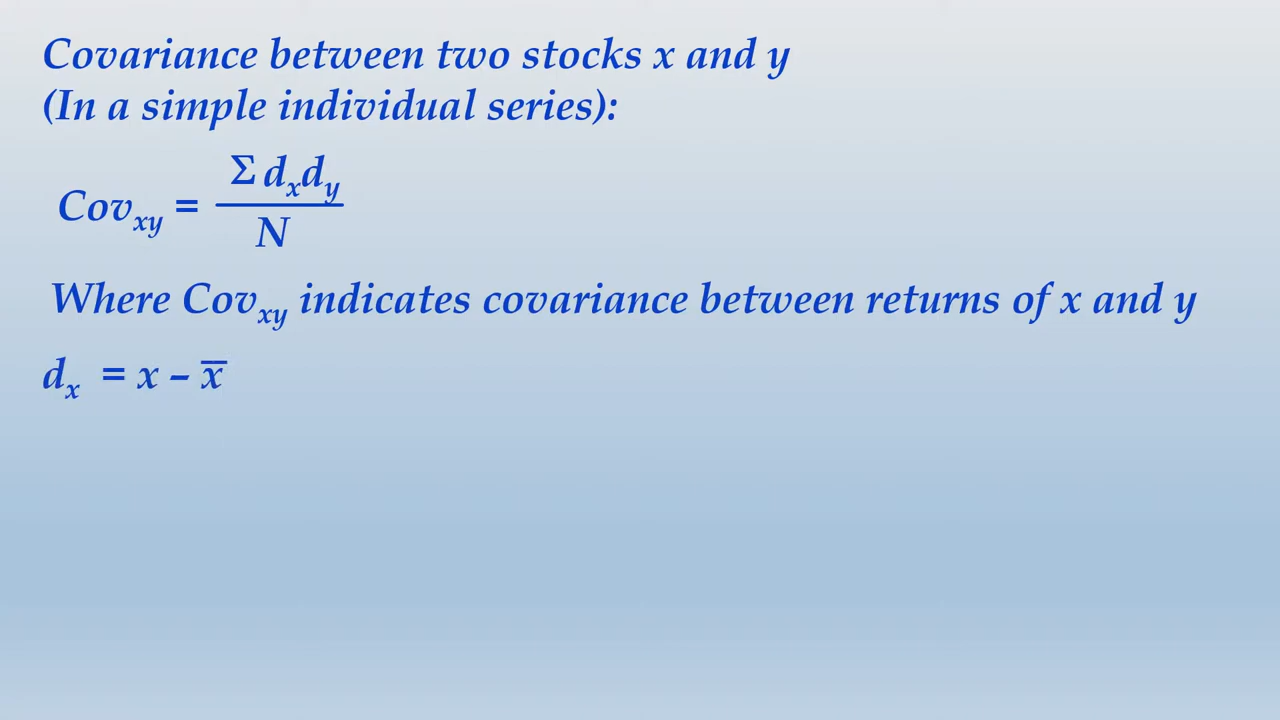 Covariance between two stocks x and y
(In a simple individual series):
Cov_xy = Σ d_x d_y / N
Where Cov_xy indicates covariance between returns of x and y
d_x = x – x̅